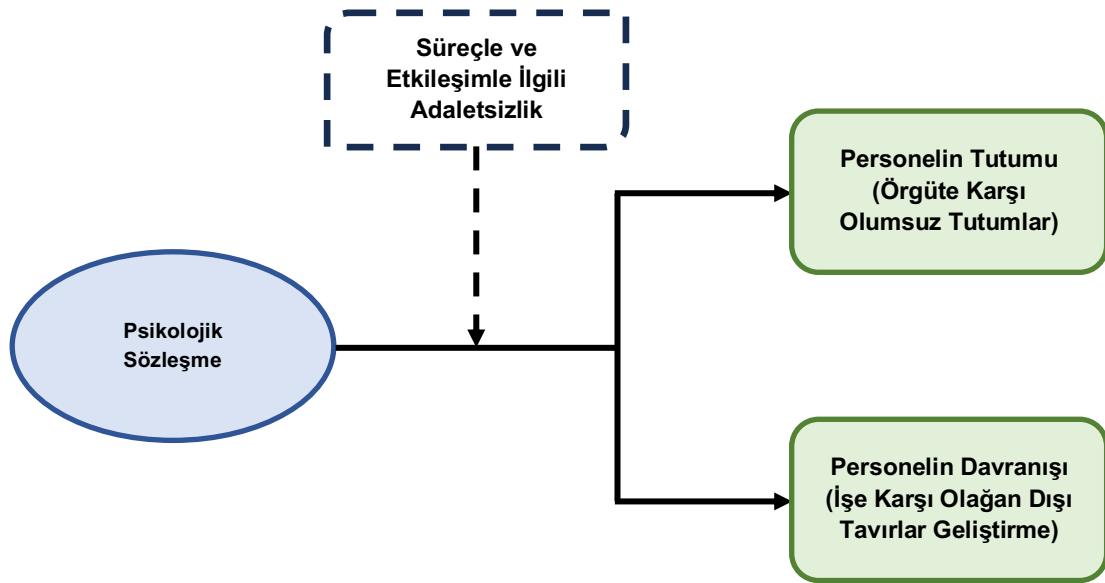 Süreçle ve
Etkileşimle İlgili
Adaletsizlik
Personelin Tutumu
(Örgüte Karşı
Olumsuz Tutumlar)
Psikolojik
Sözleşme
Personelin Davranışı
(İşe Karşı Olağan Dışı
Tavırlar Geliştirme)